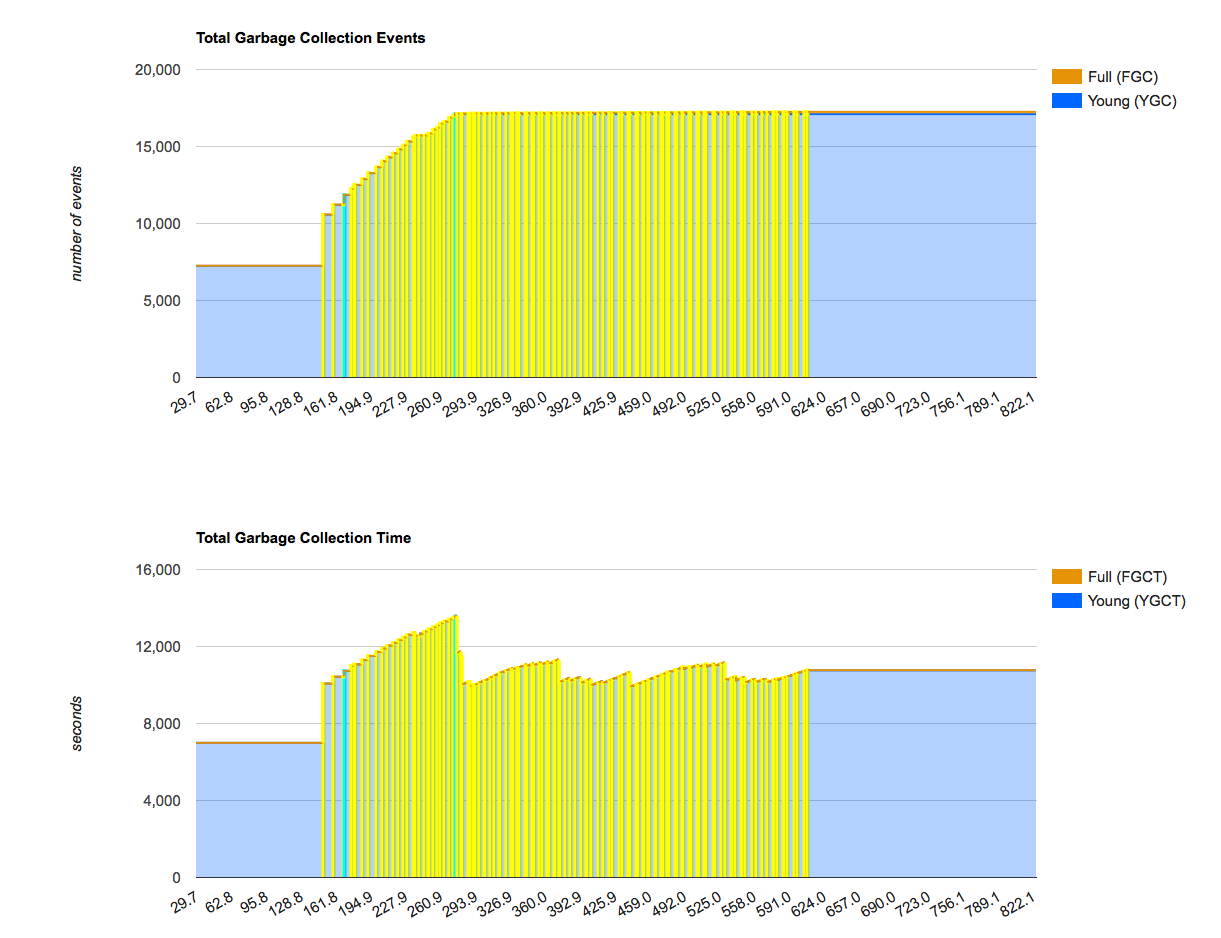 Total Garbage Collection Events
20,000
15,000
10,000
5,000
0
number of events
29.7 62.8 95.8 128.8 161.8 194.9 227.9 260.9 293.9 326.9 360.0 392.9 425.9 459.0 492.0 525.0 558.0 591.0 624.0 657.0 690.0 723.0 756.1 789.1 822.1
Full (FGC)
Young (YGC)
Total Garbage Collection Time
16,000
12,000
8,000
4,000
0
seconds
29.7 62.8 95.8 128.8 161.8 194.9 227.9 260.9 293.9 326.9 360.0 392.9 425.9 459.0 492.0 525.0 558.0 591.0 624.0 657.0 690.0 723.0 756.1 789.1 822.1
Full (FGCT)
Young (YGCT)